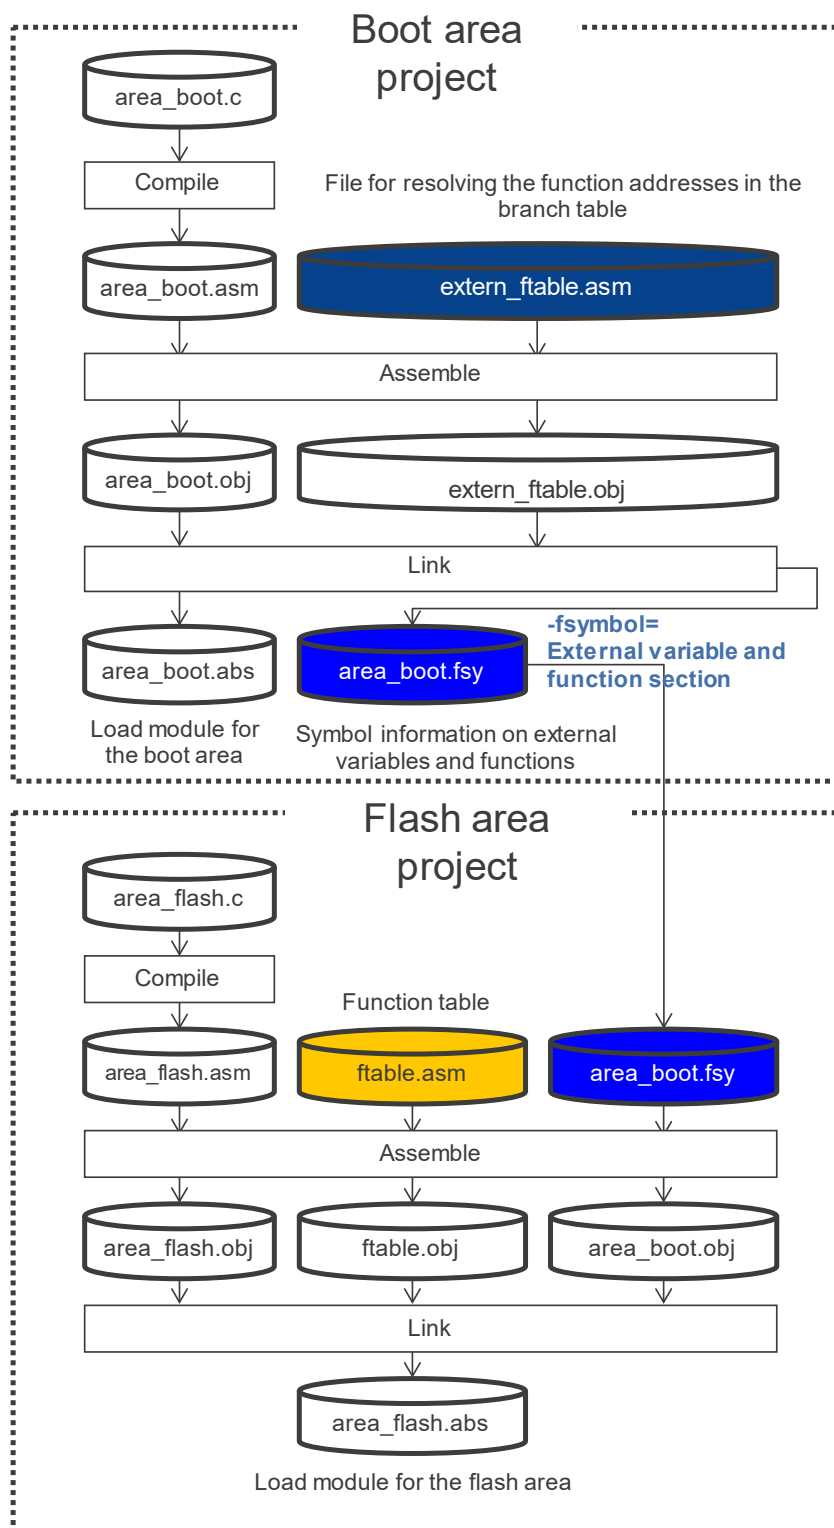 Boot area
project
area_boot.c
Compile
File for resolving the function addresses in the
branch table
area_boot.asm
extern_ftable.asm
Assemble
area_boot.obj
extern_ftable.obj
Link
-fsymbol=
External variable and
function section
area_boot.abs
area_boot.fsy
Load module for
the boot area
Symbol information on external
variables and functions
Flash area
project
area_flash.c
Compile
Function table
area_flash.asm
ftable.asm
area_boot.fsy
Assemble
area_flash.obj
ftable.obj
area_boot.obj
Link
area_flash.abs
Load module for the flash area